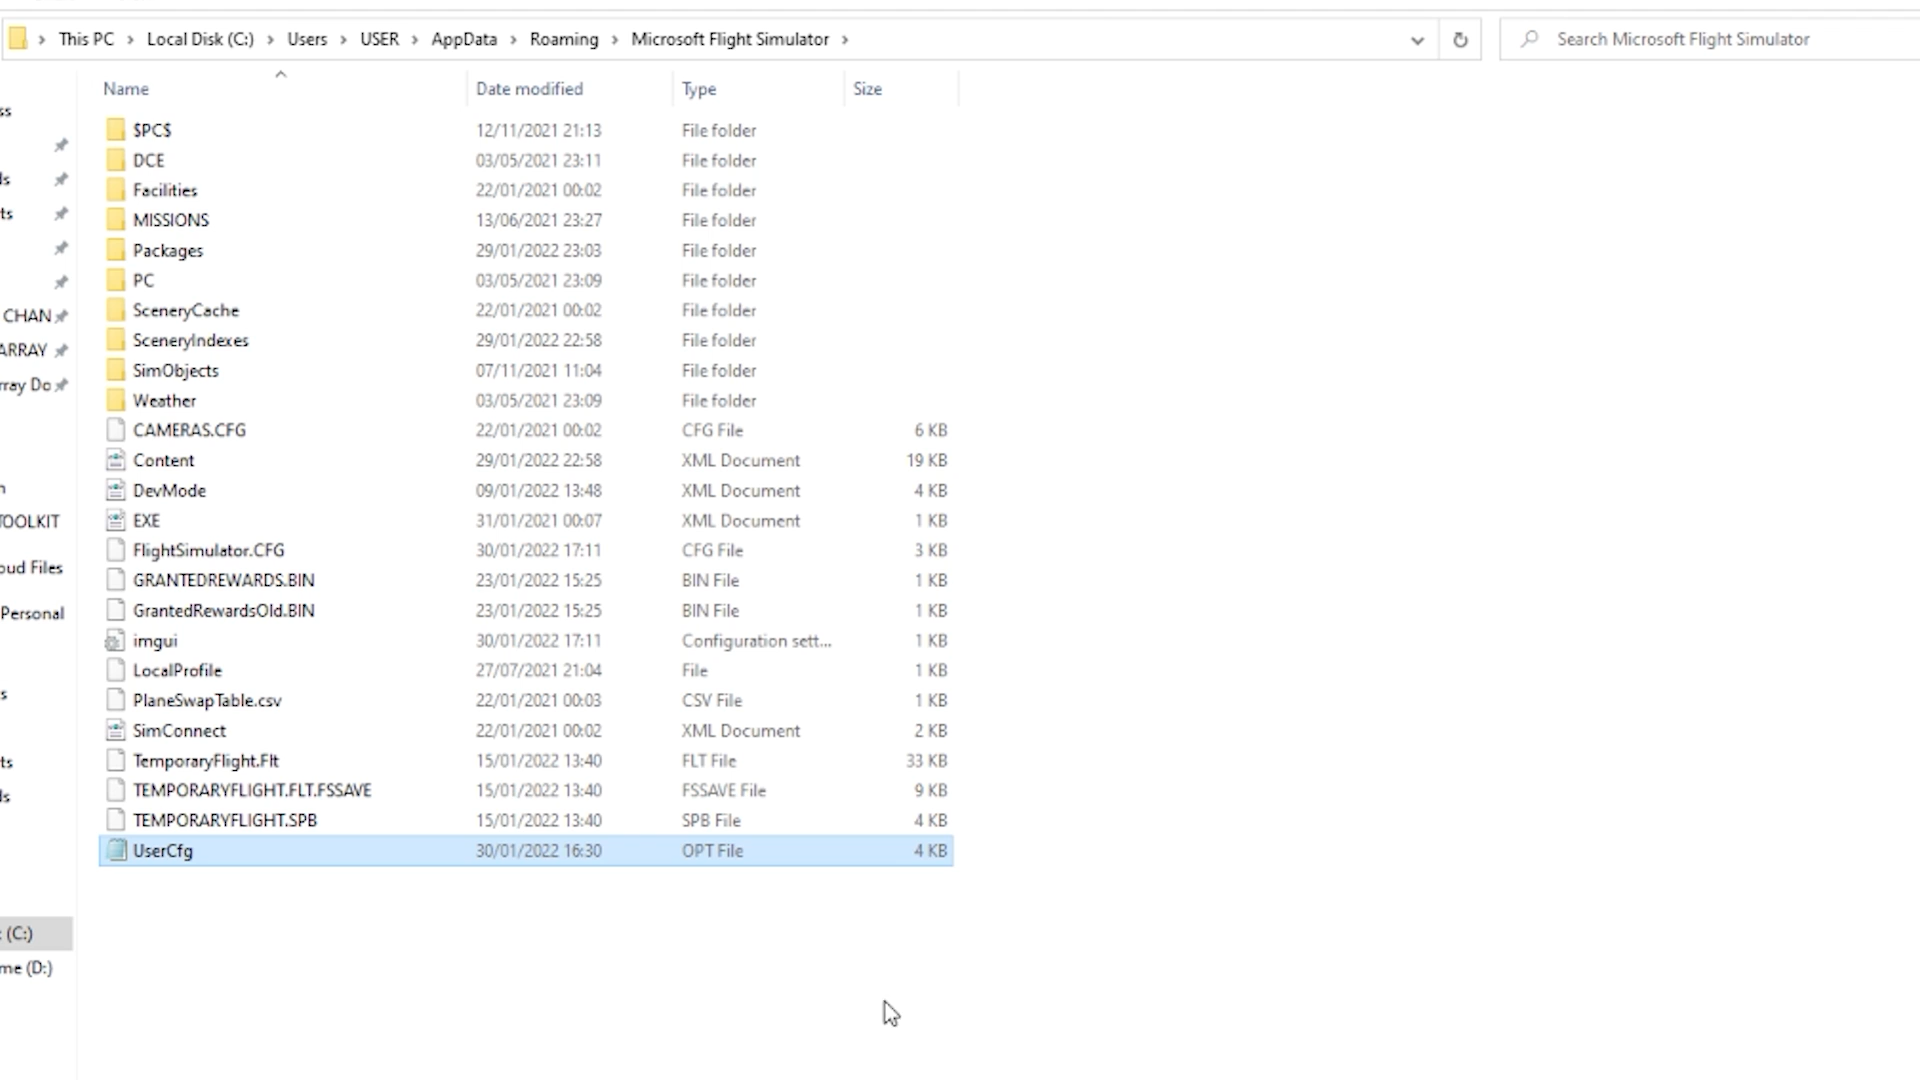 This PC > Local Disk (C:) > Users > USER > AppData > Roaming > Microsoft Flight Simulator >
Search Microsoft Flight Simulator
Name Date modified Type Size
$PC$ 12/11/2021 21:13 File folder
DCE 03/05/2021 23:11 File folder
Facilities 22/01/2021 00:02 File folder
MISSIONS 13/06/2021 23:27 File folder
Packages 29/01/2022 23:03 File folder
PC 03/05/2021 23:09 File folder
SceneryCache 22/01/2021 00:02 File folder
SceneryIndexes 29/01/2022 22:58 File folder
SimObjects 07/11/2021 11:04 File folder
Weather 03/05/2021 23:09 File folder
CAMERAS.CFG 22/01/2021 00:02 CFG File 6 KB
Content 29/01/2022 22:58 XML Document 19 KB
DevMode 09/01/2022 13:48 XML Document 4 KB
EXE 31/01/2021 00:07 XML Document 1 KB
FlightSimulator.CFG 30/01/2022 17:11 CFG File 3 KB
GRANTEDREWARDS.BIN 23/01/2022 15:25 BIN File 1 KB
GrantedRewardsOld.BIN 23/01/2022 15:25 BIN File 1 KB
imgui 30/01/2022 17:11 Configuration sett... 1 KB
LocalProfile 27/07/2021 21:04 File 1 KB
PlaneSwapTable.csv 22/01/2021 00:03 CSV File 1 KB
SimConnect 22/01/2021 00:02 XML Document 2 KB
TemporaryFlight.Flt 15/01/2022 13:40 FLT File 33 KB
TEMPORARYFLIGHT.FLT.FSSAVE 15/01/2022 13:40 FSSAVE File 9 KB
TEMPORARYFLIGHT.SPB 15/01/2022 13:40 SPB File 4 KB
UserCfg 30/01/2022 16:30 OPT File 4 KB
ss
ds
ts
CHAN
ARRAY
rray Do
n
TOOLKIT
oud Files
Personal
s
ts
ds
(C:)
me (D:)